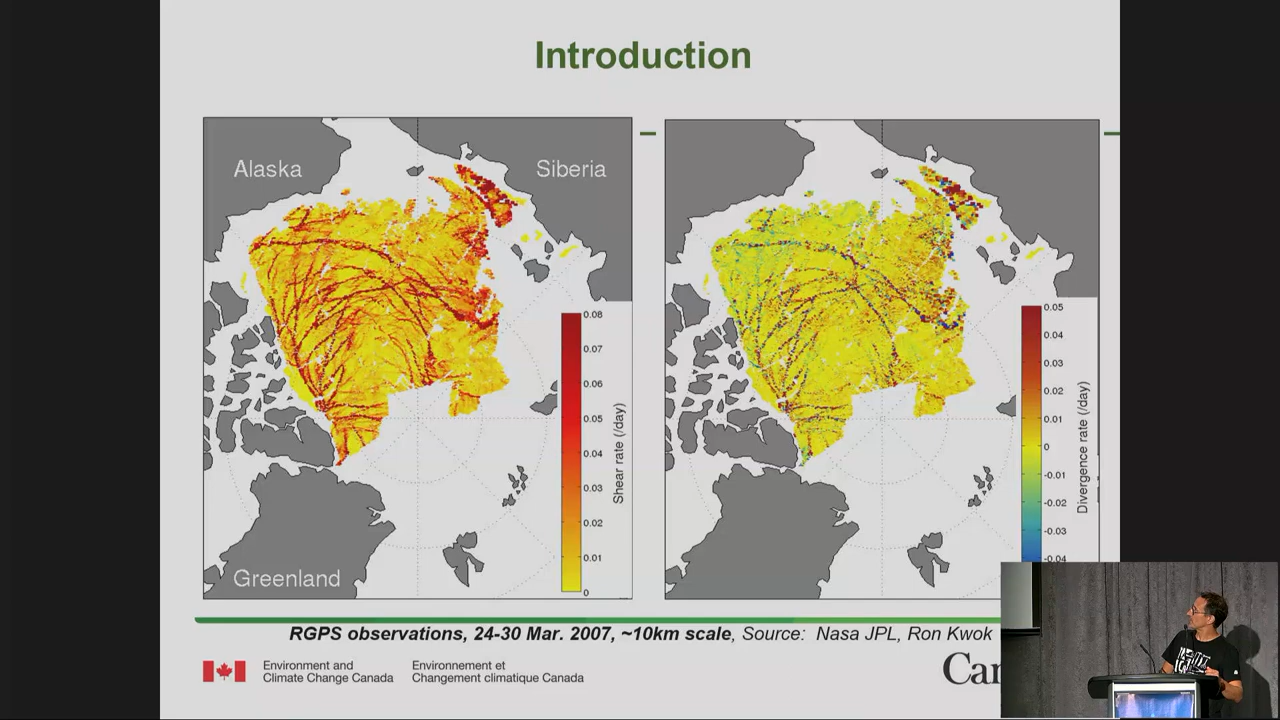 Introduction
Alaska
Siberia
0.08
0.07
0.06
0.05
0.04
0.03
0.02
0.01
0
Shear rate (/day)
Greenland
0.05
0.04
0.03
0.02
0.01
0
-0.01
-0.02
-0.03
-0.04
Divergence rate (/day)
RGPS observations, 24-30 Mar. 2007, ~10km scale, Source: Nasa JPL, Ron Kwok
Environment and
Climate Change Canada
Environnement et
Changement climatique Canada